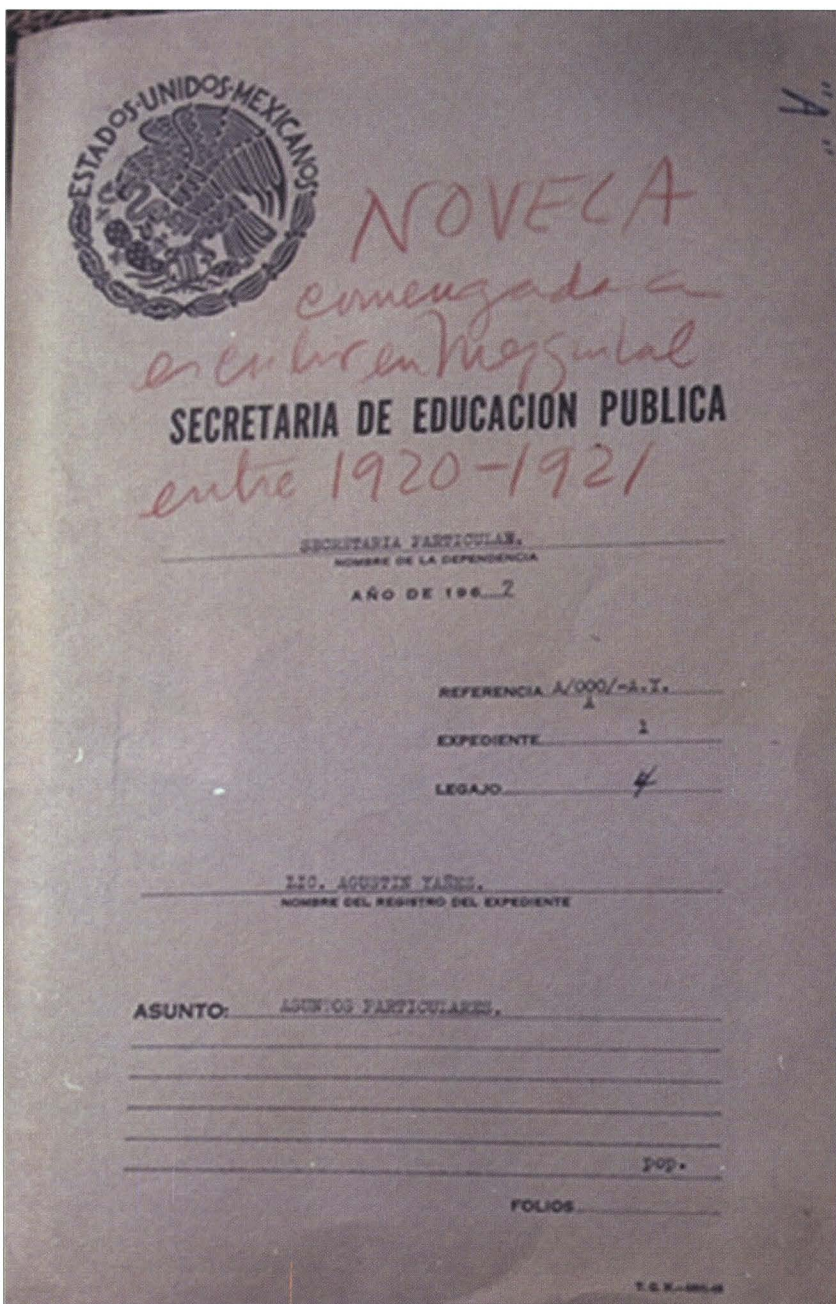 "A"
ESTADOS·UNIDOS·MEXICANOS
NOVELA
comenzada a
escribir en Mezquital
SECRETARIA DE EDUCACION PUBLICA
entre 1920-1921
SECRETARIA PARTICULAR.
NOMBRE DE LA DEPENDENCIA
AÑO DE 196 7
REFERENCIA A/000/-A.Y.
A
EXPEDIENTE 1
LEGAJO 4
LIC. AGUSTIN YAÑEZ.
NOMBRE DEL REGISTRO DEL EXPEDIENTE
ASUNTO: ASUNTOS PARTICULARES.
pop.
FOLIOS
T. G. N.